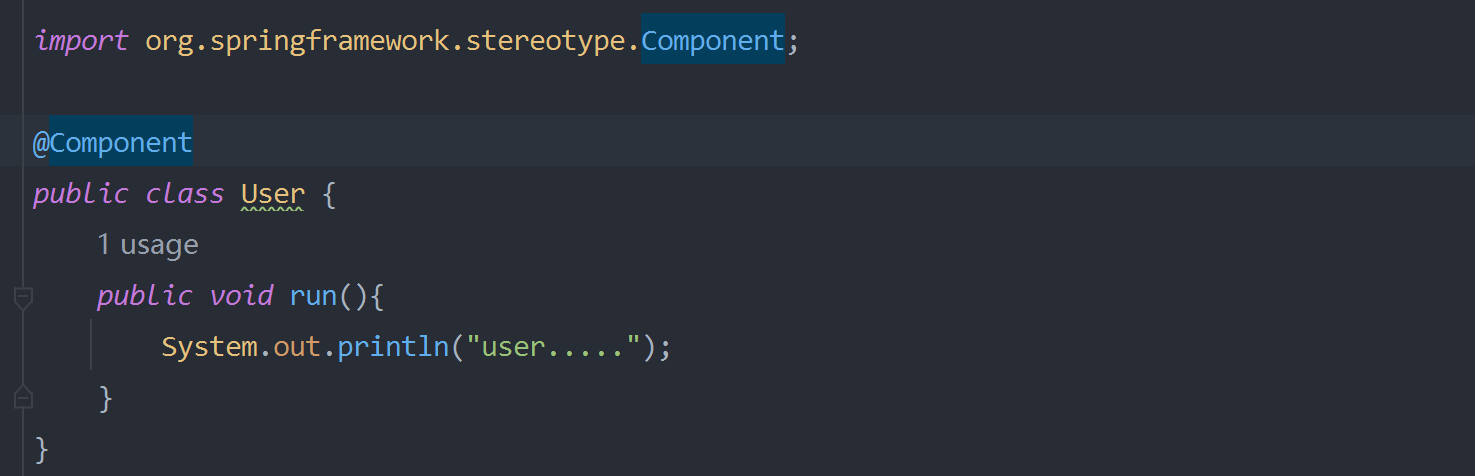 import org.springframework.stereotype.Component;
@Component
public class User {
1 usage
public void run(){
System.out.println("user.....");
}
}